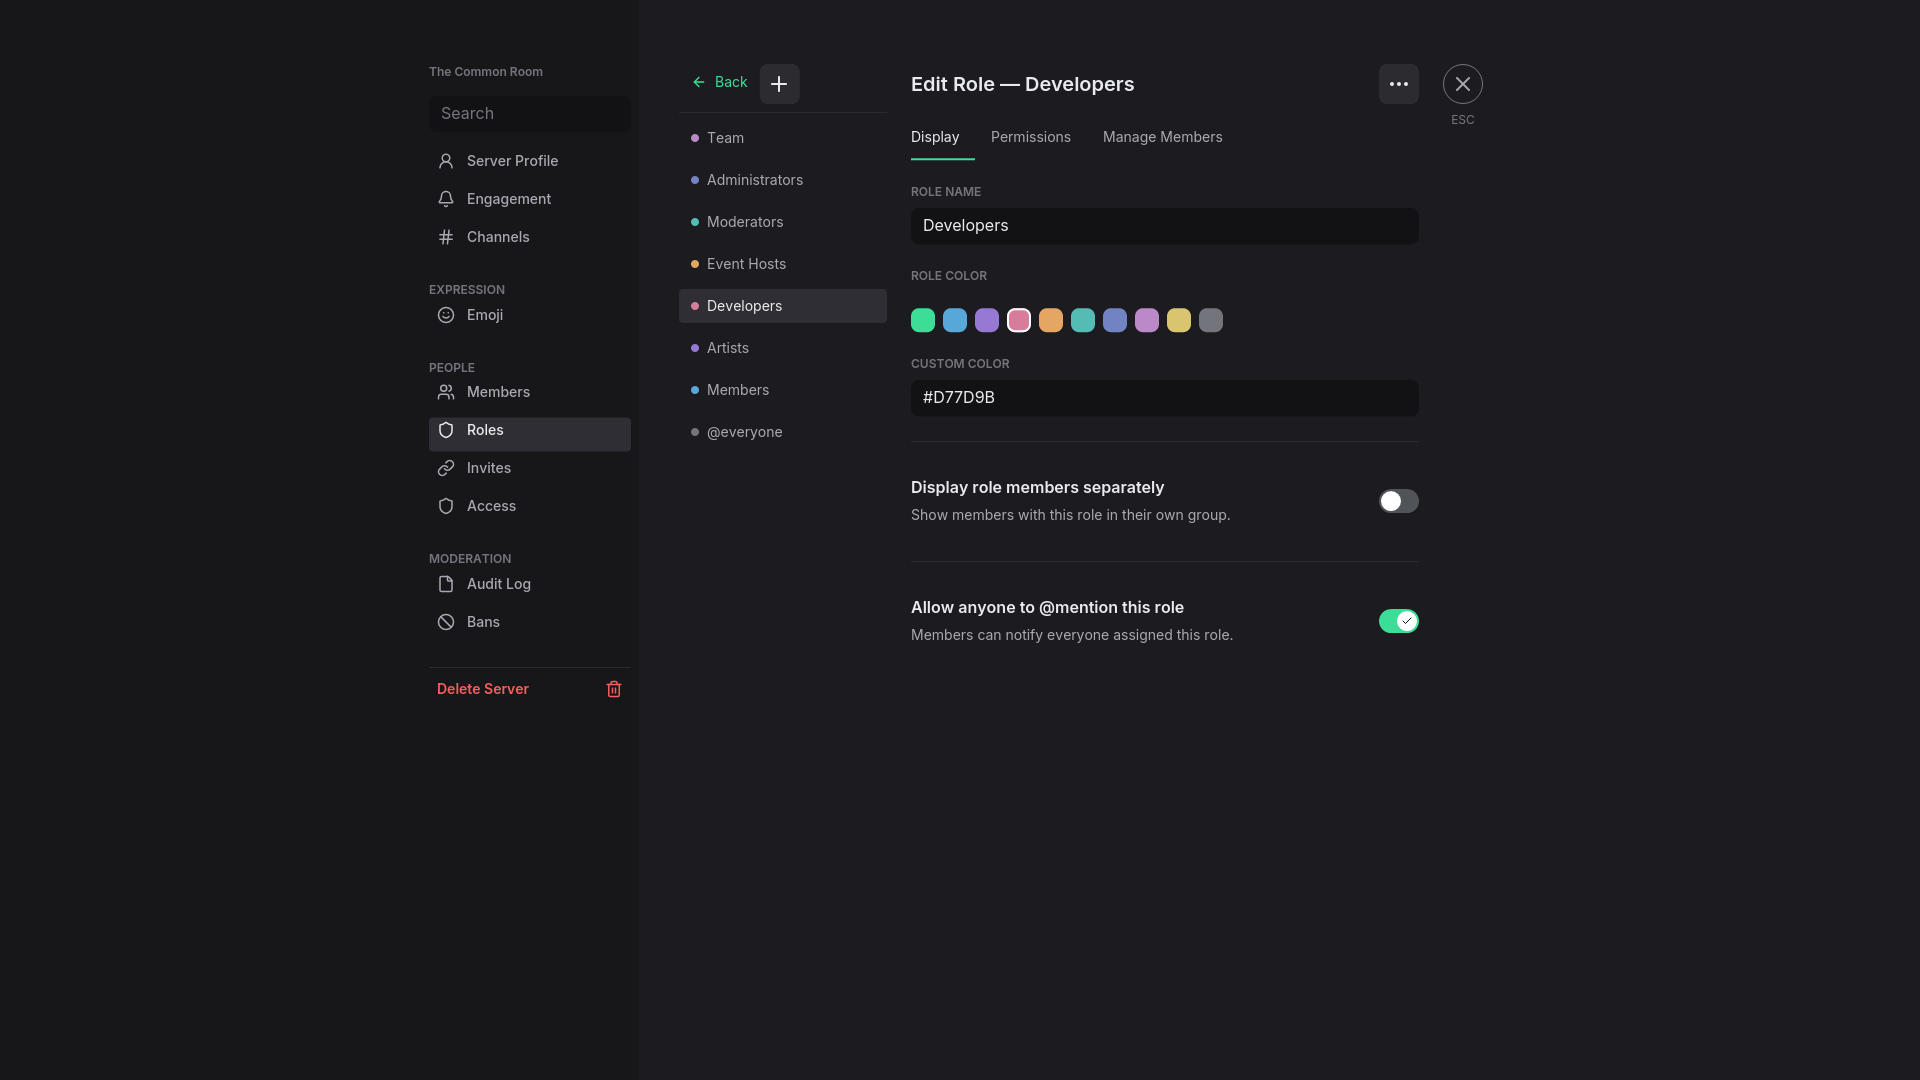 The Common Room
Search
Server Profile
Engagement
Channels
EXPRESSION
Emoji
PEOPLE
Members
Roles
Invites
Access
MODERATION
Audit Log
Bans
Delete Server
Back
Team
Administrators
Moderators
Event Hosts
Developers
Artists
Members
@everyone
Edit Role — Developers
ESC
Display
Permissions
Manage Members
ROLE NAME
Developers
ROLE COLOR
CUSTOM COLOR
#D77D9B
Display role members separately
Show members with this role in their own group.
Allow anyone to @mention this role
Members can notify everyone assigned this role.